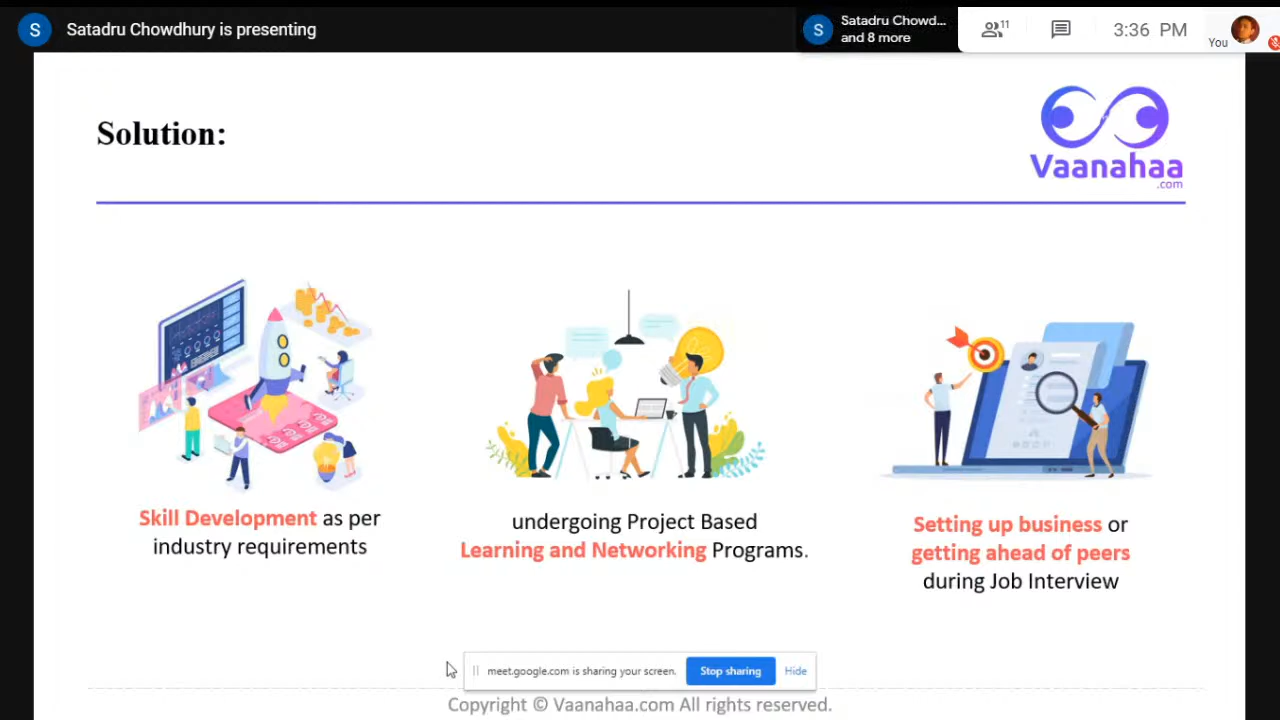 S
Satadru Chowdhury is presenting
S
Satadru Chowd...
and 8 more
11
3:36 PM
You
Solution:
Vaanahaa
.com
Skill Development as per
industry requirements
undergoing Project Based
Learning and Networking Programs.
Setting up business or
getting ahead of peers
during Job Interview
meet.google.com is sharing your screen.
Stop sharing
Hide
Copyright © Vaanahaa.com All rights reserved.